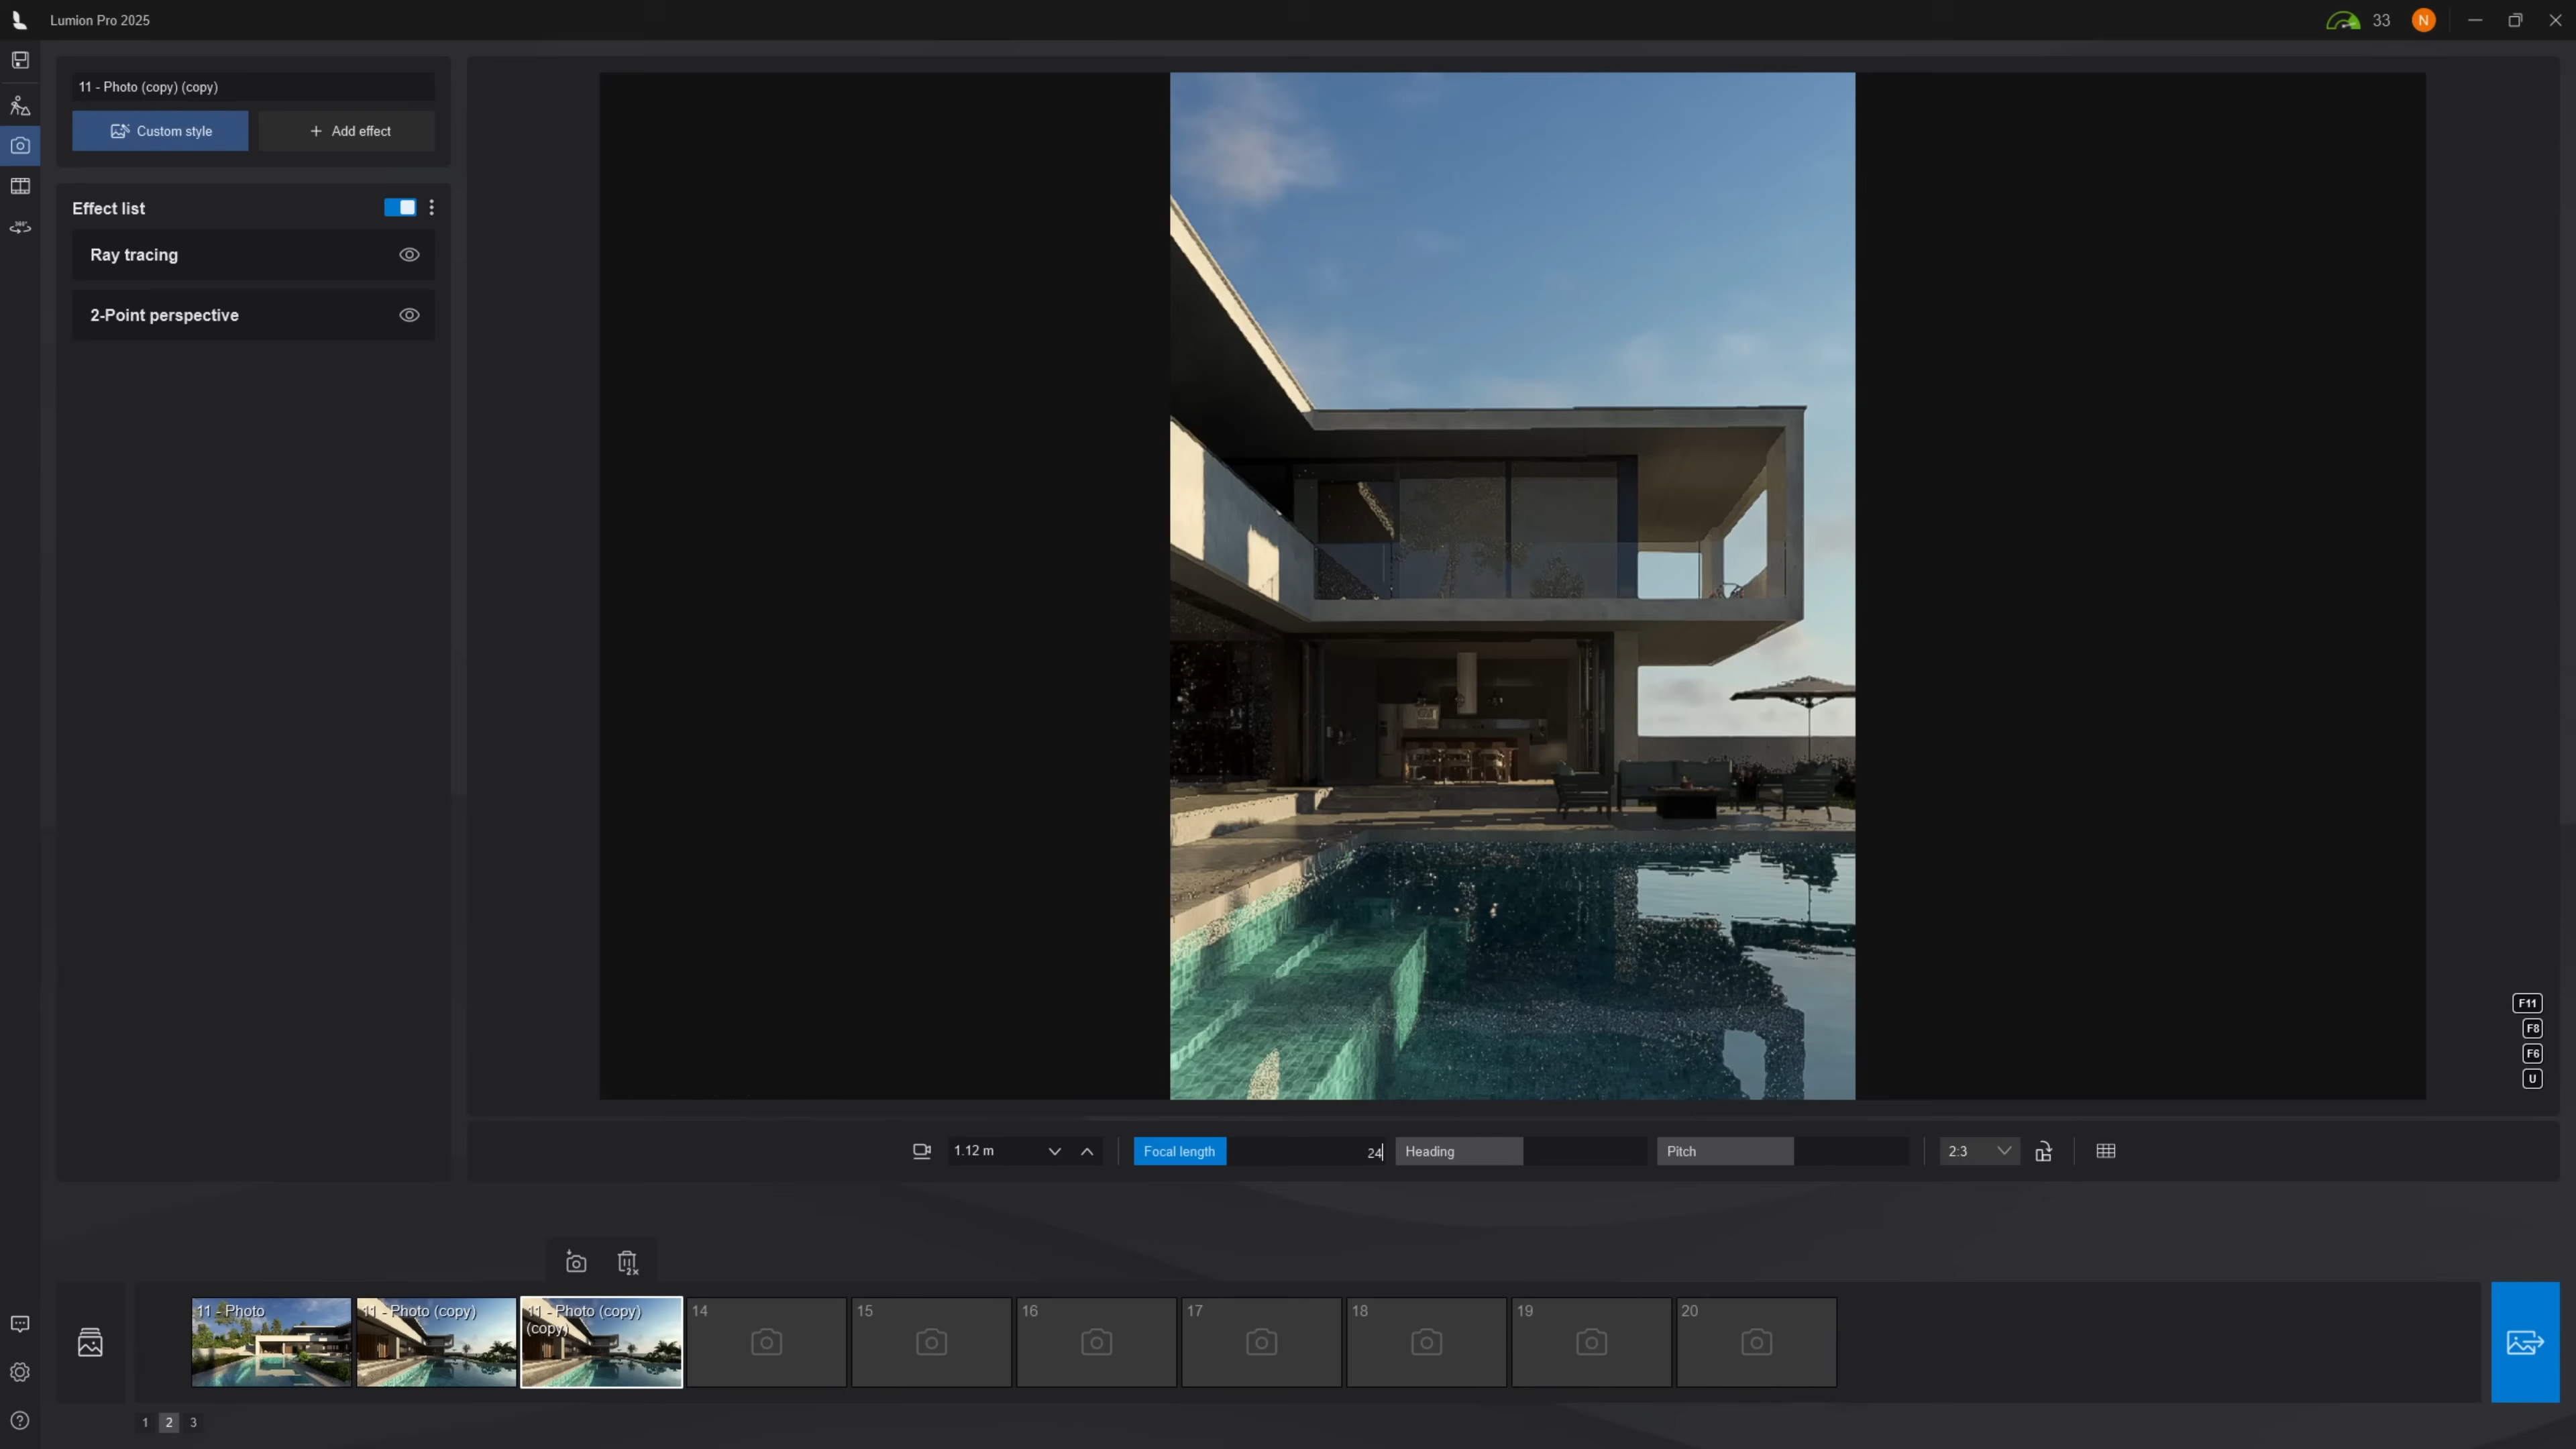 Lumion Pro 2025
33
N
11 - Photo (copy) (copy)
Custom style
Add effect
Effect list
Ray tracing
2-Point perspective
F11
F8
F6
U
1.12 m
Focal length
24
Heading
Pitch
2:3
2x
11 - Photo
11 - Photo (copy)
11 - Photo (copy)
(copy)
14
15
16
17
18
19
20
1
2
3